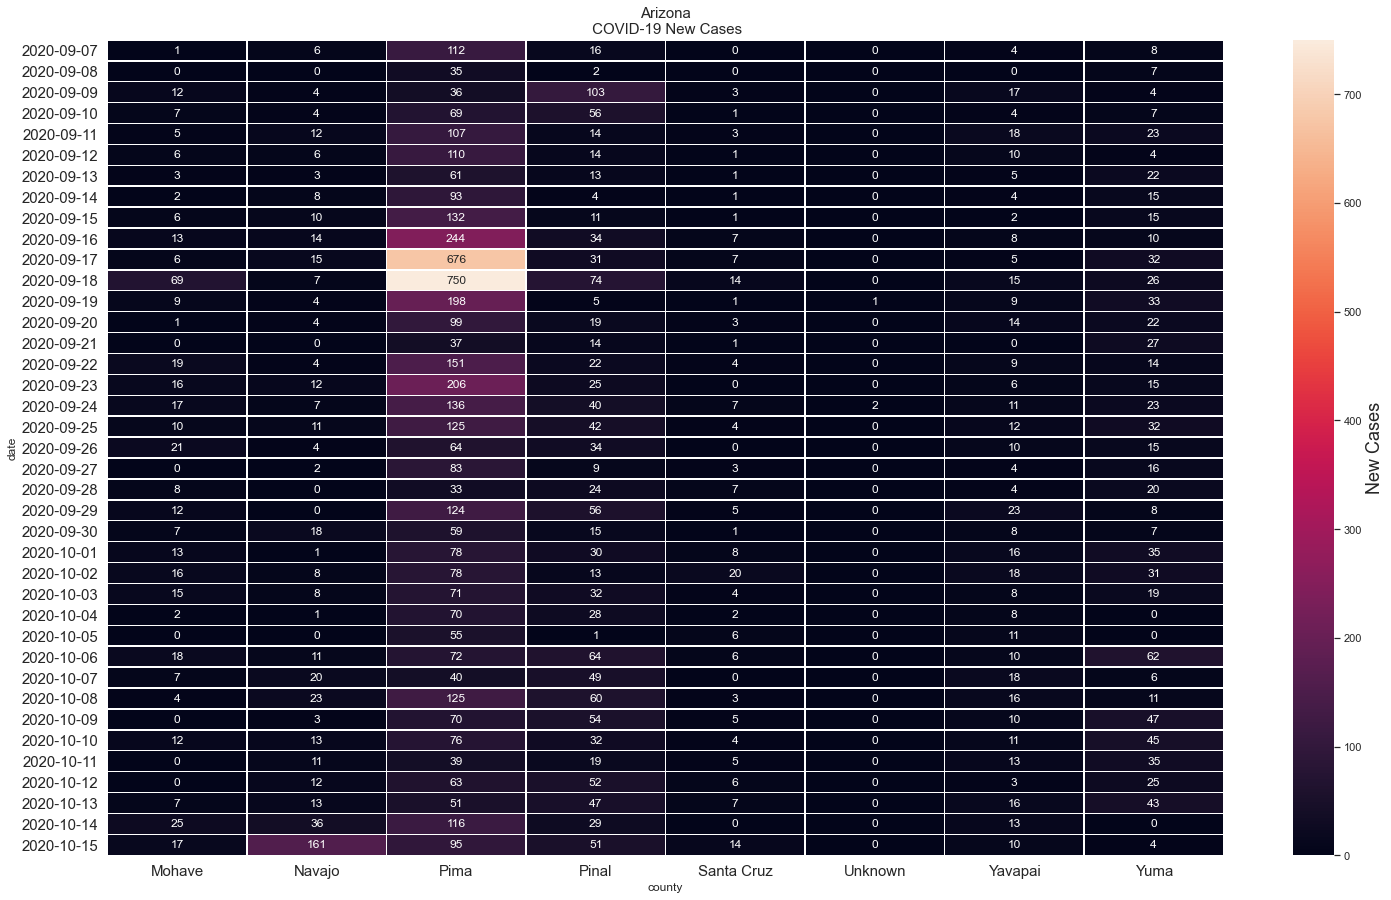 Arizona
COVID-19 New Cases
2020-09-07 1 6 112 16 0 0 4 8
2020-09-08 0 0 35 2 0 0 0 7
2020-09-09 12 4 36 103 3 0 17 4
2020-09-10 7 4 69 56 1 0 4 7
2020-09-11 5 12 107 14 3 0 18 23
2020-09-12 6 6 110 14 1 0 10 4
2020-09-13 3 3 61 13 1 0 5 22
2020-09-14 2 8 93 4 1 0 4 15
2020-09-15 6 10 132 11 1 0 2 15
2020-09-16 13 14 244 34 7 0 8 10
2020-09-17 6 15 676 31 7 0 5 32
2020-09-18 69 7 750 74 14 0 15 26
2020-09-19 9 4 198 5 1 1 9 33
2020-09-20 1 4 99 19 3 0 14 22
2020-09-21 0 0 37 14 1 0 0 27
2020-09-22 19 4 151 22 4 0 9 14
2020-09-23 16 12 206 25 0 0 6 15
2020-09-24 17 7 136 40 7 2 11 23
2020-09-25 10 11 125 42 4 0 12 32
2020-09-26 21 4 64 34 0 0 10 15
2020-09-27 0 2 83 9 3 0 4 16
2020-09-28 8 0 33 24 7 0 4 20
2020-09-29 12 0 124 56 5 0 23 8
2020-09-30 7 18 59 15 1 0 8 7
2020-10-01 13 1 78 30 8 0 16 35
2020-10-02 16 8 78 13 20 0 18 31
2020-10-03 15 8 71 32 4 0 8 19
2020-10-04 2 1 70 28 2 0 8 0
2020-10-05 0 0 55 1 6 0 11 0
2020-10-06 18 11 72 64 6 0 10 62
2020-10-07 7 20 40 49 0 0 18 6
2020-10-08 4 23 125 60 3 0 16 11
2020-10-09 0 3 70 54 5 0 10 47
2020-10-10 12 13 76 32 4 0 11 45
2020-10-11 0 11 39 19 5 0 13 35
2020-10-12 0 12 63 52 6 0 3 25
2020-10-13 7 13 51 47 7 0 16 43
2020-10-14 25 36 116 29 0 0 13 0
2020-10-15 17 161 95 51 14 0 10 4
Mohave Navajo Pima Pinal Santa Cruz Unknown Yavapai Yuma
county
date
700
600
500
400
300
200
100
0
New Cases